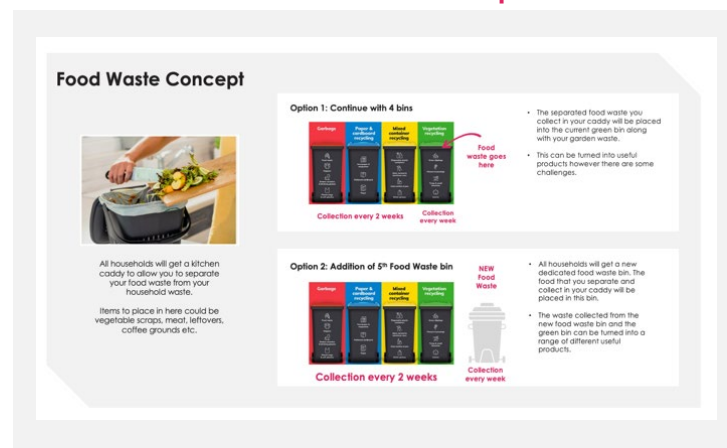 Food Waste Concept
All households will get a kitchen
caddy to allow you to separate
your food waste from your
household waste.
Items to place in here could be
vegetable scraps, meat, leftovers,
coffee grounds etc.
Option 1: Continue with 4 bins
Garbage
Paper &
cardboard
recycling
Mixed
container
recycling
Vegetation
recycling
Food
waste goes
here
Collection every 2 weeks
Collection
every week
• The separated food waste you
collect in your caddy will be placed
into the current green bin along
with your garden waste.
• This can be turned into useful
products however there are some
challenges.
Option 2: Addition of 5th Food Waste bin
Garbage
Paper &
cardboard
recycling
Mixed
container
recycling
Vegetation
recycling
NEW
Food
Waste
Collection every 2 weeks
Collection
every week
• All households will get a new
dedicated food waste bin. The
food that you separate and
collect in your caddy will be
placed in this bin.
• The waste collected from the
new food waste bin and the
green bin can be turned into a
range of different useful
products.